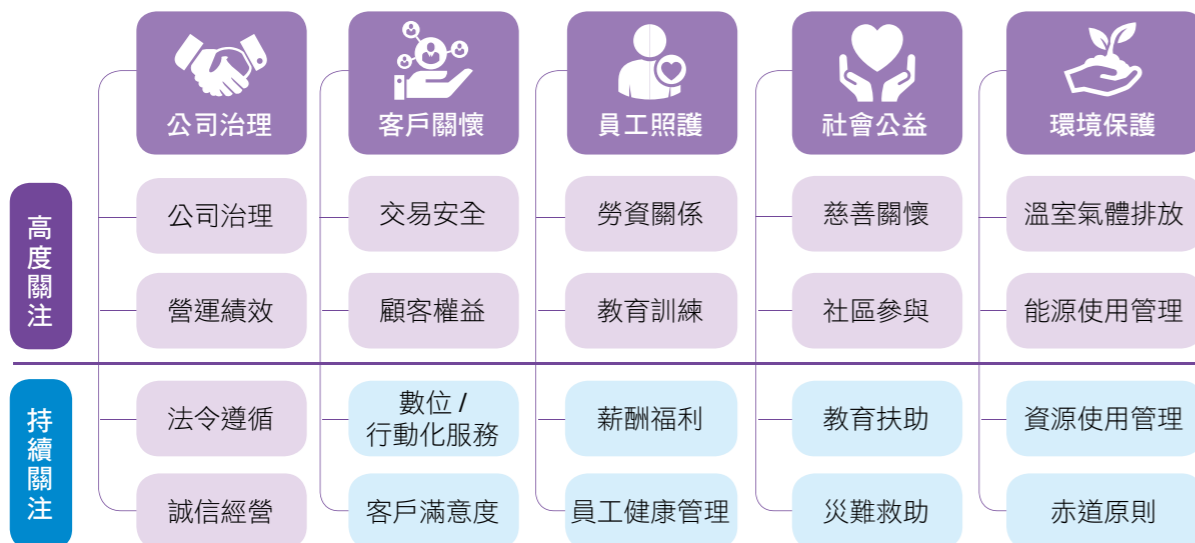 公司治理
客戶關懷
員工照護
社會公益
環境保護
高度關注
公司治理
交易安全
勞資關係
慈善關懷
溫室氣體排放
營運績效
顧客權益
教育訓練
社區參與
能源使用管理
持續關注
法令遵循
數位 /
行動化服務
薪酬福利
教育扶助
資源使用管理
誠信經營
客戶滿意度
員工健康管理
災難救助
赤道原則